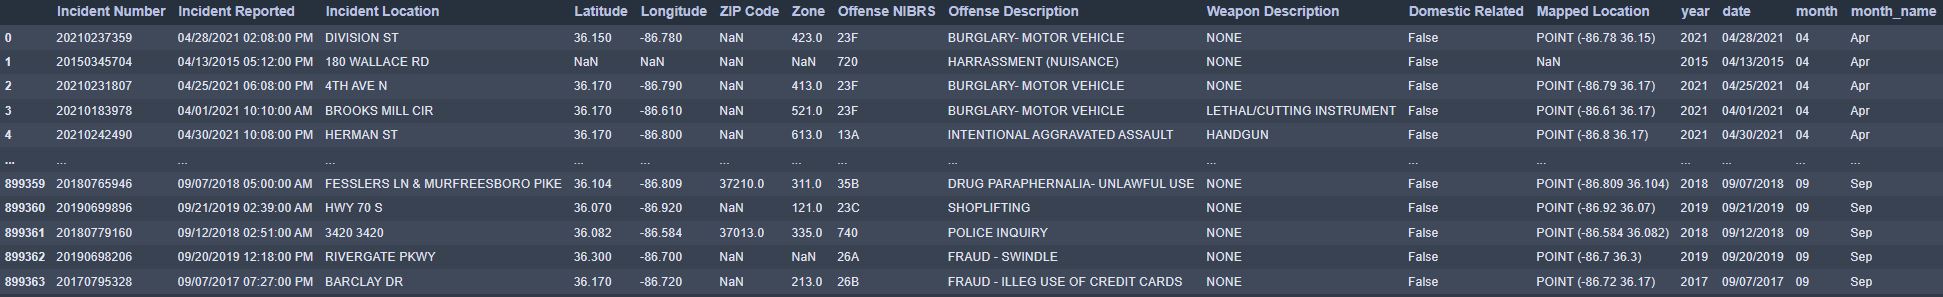 Incident Number Incident Reported Incident Location Latitude Longitude ZIP Code Zone Offense NIBRS Offense Description Weapon Description Domestic Related Mapped Location year date month month_name
0 20210237359 04/28/2021 02:08:00 PM DIVISION ST 36.150 -86.780 NaN 423.0 23F BURGLARY- MOTOR VEHICLE NONE False POINT (-86.78 36.15) 2021 04/28/2021 04 Apr
1 20150345704 04/13/2015 05:12:00 PM 180 WALLACE RD NaN NaN NaN NaN 720 HARRASSMENT (NUISANCE) NONE False NaN 2015 04/13/2015 04 Apr
2 20210231807 04/25/2021 06:08:00 PM 4TH AVE N 36.170 -86.790 NaN 413.0 23F BURGLARY- MOTOR VEHICLE NONE False POINT (-86.79 36.17) 2021 04/25/2021 04 Apr
3 20210183978 04/01/2021 10:10:00 AM BROOKS MILL CIR 36.170 -86.610 NaN 521.0 23F BURGLARY- MOTOR VEHICLE LETHAL/CUTTING INSTRUMENT False POINT (-86.61 36.17) 2021 04/01/2021 04 Apr
4 20210242490 04/30/2021 10:08:00 PM HERMAN ST 36.170 -86.800 NaN 613.0 13A INTENTIONAL AGGRAVATED ASSAULT HANDGUN False POINT (-86.8 36.17) 2021 04/30/2021 04 Apr
... ... ... ... ... ... ... ... ... ... ... ... ... ... ... ... ...
899359 20180765946 09/07/2018 05:00:00 AM FESSLERS LN & MURFREESBORO PIKE 36.104 -86.809 37210.0 311.0 35B DRUG PARAPHERNALIA- UNLAWFUL USE NONE False POINT (-86.809 36.104) 2018 09/07/2018 09 Sep
899360 20190699896 09/21/2019 02:39:00 AM HWY 70 S 36.070 -86.920 NaN 121.0 23C SHOPLIFTING NONE False POINT (-86.92 36.07) 2019 09/21/2019 09 Sep
899361 20180779160 09/12/2018 02:51:00 AM 3420 3420 36.082 -86.584 37013.0 335.0 740 POLICE INQUIRY NONE False POINT (-86.584 36.082) 2018 09/12/2018 09 Sep
899362 20190698206 09/20/2019 12:18:00 PM RIVERGATE PKWY 36.300 -86.700 NaN NaN 26A FRAUD - SWINDLE NONE False POINT (-86.7 36.3) 2019 09/20/2019 09 Sep
899363 20170795328 09/07/2017 07:27:00 PM BARCLAY DR 36.170 -86.720 NaN 213.0 26B FRAUD - ILLEG USE OF CREDIT CARDS NONE False POINT (-86.72 36.17) 2017 09/07/2017 09 Sep